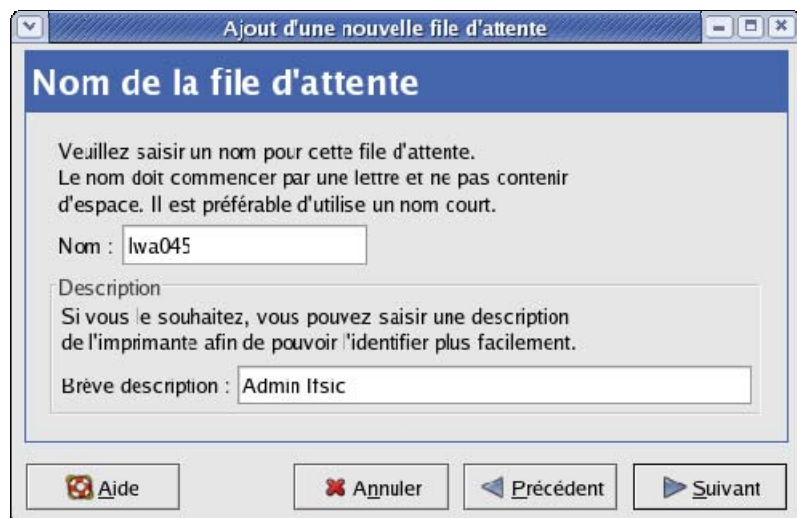 Ajout d'une nouvelle file d'attente
Nom de la file d'attente
Veuillez saisir un nom pour cette file d'attente.
Le nom doit commencer par une lettre et ne pas contenir
d'espace. Il est préférable d'utilise un nom court.
Nom : lwa045
Description
Si vous le souhaitez, vous pouvez saisir une description
de l'imprimante afin de pouvoir l'identifier plus facilement.
Brève description : Admin Ifsic
Aide
Annuler
Précédent
Suivant